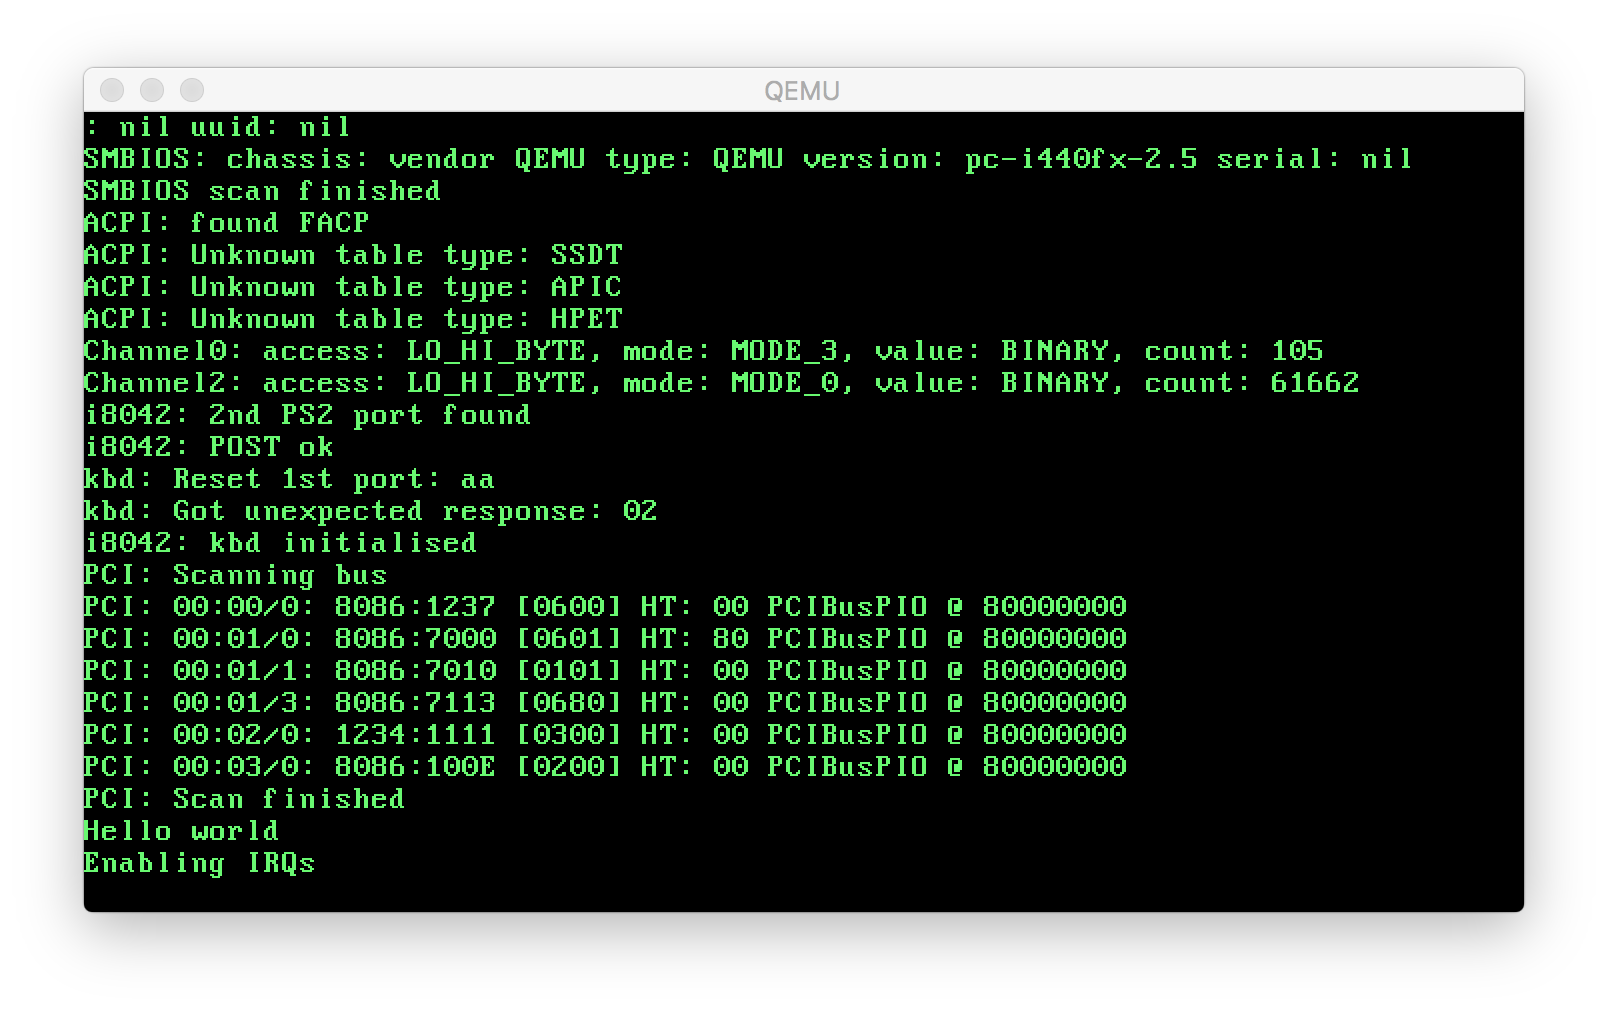 QEMU
: nil uuid: nil
SMBIOS: chassis: vendor QEMU type: QEMU version: pc-i440fx-2.5 serial: nil
SMBIOS scan finished
ACPI: found FACP
ACPI: Unknown table type: SSDT
ACPI: Unknown table type: APIC
ACPI: Unknown table type: HPET
Channel0: access: LO_HI_BYTE, mode: MODE_3, value: BINARY, count: 105
Channel2: access: LO_HI_BYTE, mode: MODE_0, value: BINARY, count: 61662
i8042: 2nd PS2 port found
i8042: POST ok
kbd: Reset 1st port: aa
kbd: Got unexpected response: 02
i8042: kbd initialised
PCI: Scanning bus
PCI: 00:00/0: 8086:1237 [0600] HT: 00 PCIBusPIO @ 80000000
PCI: 00:01/0: 8086:7000 [0601] HT: 80 PCIBusPIO @ 80000000
PCI: 00:01/1: 8086:7010 [0101] HT: 00 PCIBusPIO @ 80000000
PCI: 00:01/3: 8086:7113 [0680] HT: 00 PCIBusPIO @ 80000000
PCI: 00:02/0: 1234:1111 [0300] HT: 00 PCIBusPIO @ 80000000
PCI: 00:03/0: 8086:100E [0200] HT: 00 PCIBusPIO @ 80000000
PCI: Scan finished
Hello world
Enabling IRQs